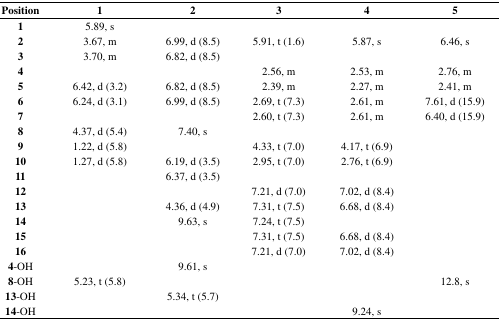 Position 1 2 3 4 5
1 5.89, s
2 3.67, m 6.99, d (8.5) 5.91, t (1.6) 5.87, s 6.46, s
3 3.70, m 6.82, d (8.5)
4 2.56, m 2.53, m 2.76, m
5 6.42, d (3.2) 6.82, d (8.5) 2.39, m 2.27, m 2.41, m
6 6.24, d (3.1) 6.99, d (8.5) 2.69, t (7.3) 2.61, m 7.61, d (15.9)
7 2.60, t (7.3) 2.61, m 6.40, d (15.9)
8 4.37, d (5.4) 7.40, s
9 1.22, d (5.8) 4.33, t (7.0) 4.17, t (6.9)
10 1.27, d (5.8) 6.19, d (3.5) 2.95, t (7.0) 2.76, t (6.9)
11 6.37, d (3.5)
12 7.21, d (7.0) 7.02, d (8.4)
13 4.36, d (4.9) 7.31, t (7.5) 6.68, d (8.4)
14 9.63, s 7.24, t (7.5)
15 7.31, t (7.5) 6.68, d (8.4)
16 7.21, d (7.0) 7.02, d (8.4)
4-OH 9.61, s
8-OH 5.23, t (5.8) 12.8, s
13-OH 5.34, t (5.7)
14-OH 9.24, s